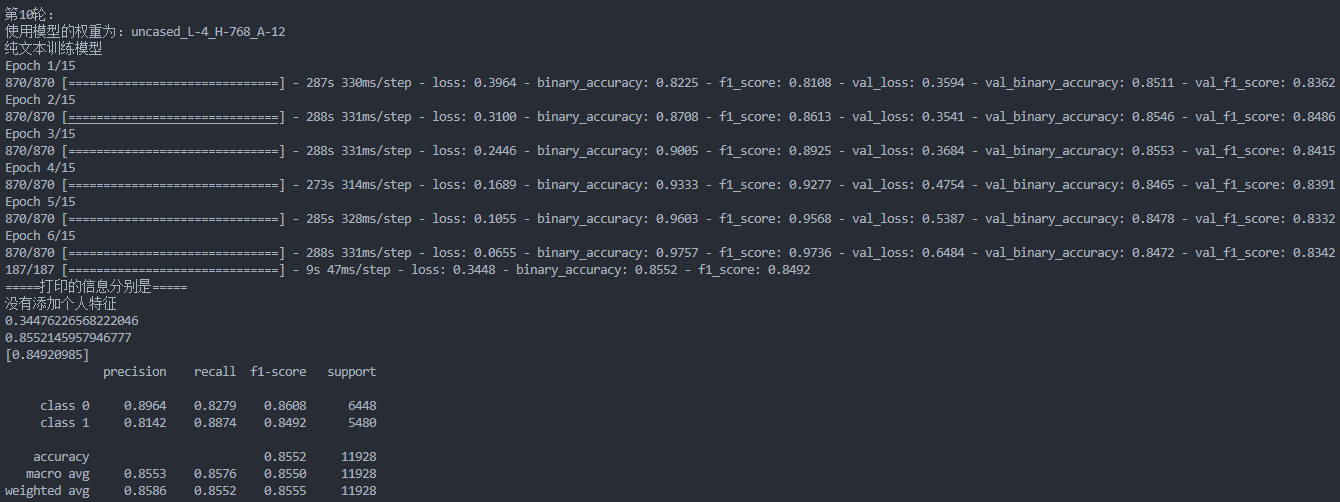 第10轮：
使用模型的权重为：uncased_L-4_H-768_A-12
纯文本训练模型
Epoch 1/15
870/870 [==============================] - 287s 330ms/step - loss: 0.3964 - binary_accuracy: 0.8225 - f1_score: 0.8108 - val_loss: 0.3594 - val_binary_accuracy: 0.8511 - val_f1_score: 0.8362
Epoch 2/15
870/870 [==============================] - 288s 331ms/step - loss: 0.3100 - binary_accuracy: 0.8708 - f1_score: 0.8613 - val_loss: 0.3541 - val_binary_accuracy: 0.8546 - val_f1_score: 0.8486
Epoch 3/15
870/870 [==============================] - 288s 331ms/step - loss: 0.2446 - binary_accuracy: 0.9005 - f1_score: 0.8925 - val_loss: 0.3684 - val_binary_accuracy: 0.8553 - val_f1_score: 0.8415
Epoch 4/15
870/870 [==============================] - 273s 314ms/step - loss: 0.1689 - binary_accuracy: 0.9333 - f1_score: 0.9277 - val_loss: 0.4754 - val_binary_accuracy: 0.8465 - val_f1_score: 0.8391
Epoch 5/15
870/870 [==============================] - 285s 328ms/step - loss: 0.1055 - binary_accuracy: 0.9603 - f1_score: 0.9568 - val_loss: 0.5387 - val_binary_accuracy: 0.8478 - val_f1_score: 0.8332
Epoch 6/15
870/870 [==============================] - 288s 331ms/step - loss: 0.0655 - binary_accuracy: 0.9757 - f1_score: 0.9736 - val_loss: 0.6484 - val_binary_accuracy: 0.8472 - val_f1_score: 0.8342
187/187 [==============================] - 9s 47ms/step - loss: 0.3448 - binary_accuracy: 0.8552 - f1_score: 0.8492
=====打印的信息分别是=====
没有添加个人特征
0.34476226568222046
0.8552145957946777
[0.84920985]
precision recall f1-score support
class 0 0.8964 0.8279 0.8608 6448
class 1 0.8142 0.8874 0.8492 5480
accuracy 0.8552 11928
macro avg 0.8553 0.8576 0.8550 11928
weighted avg 0.8586 0.8552 0.8555 11928